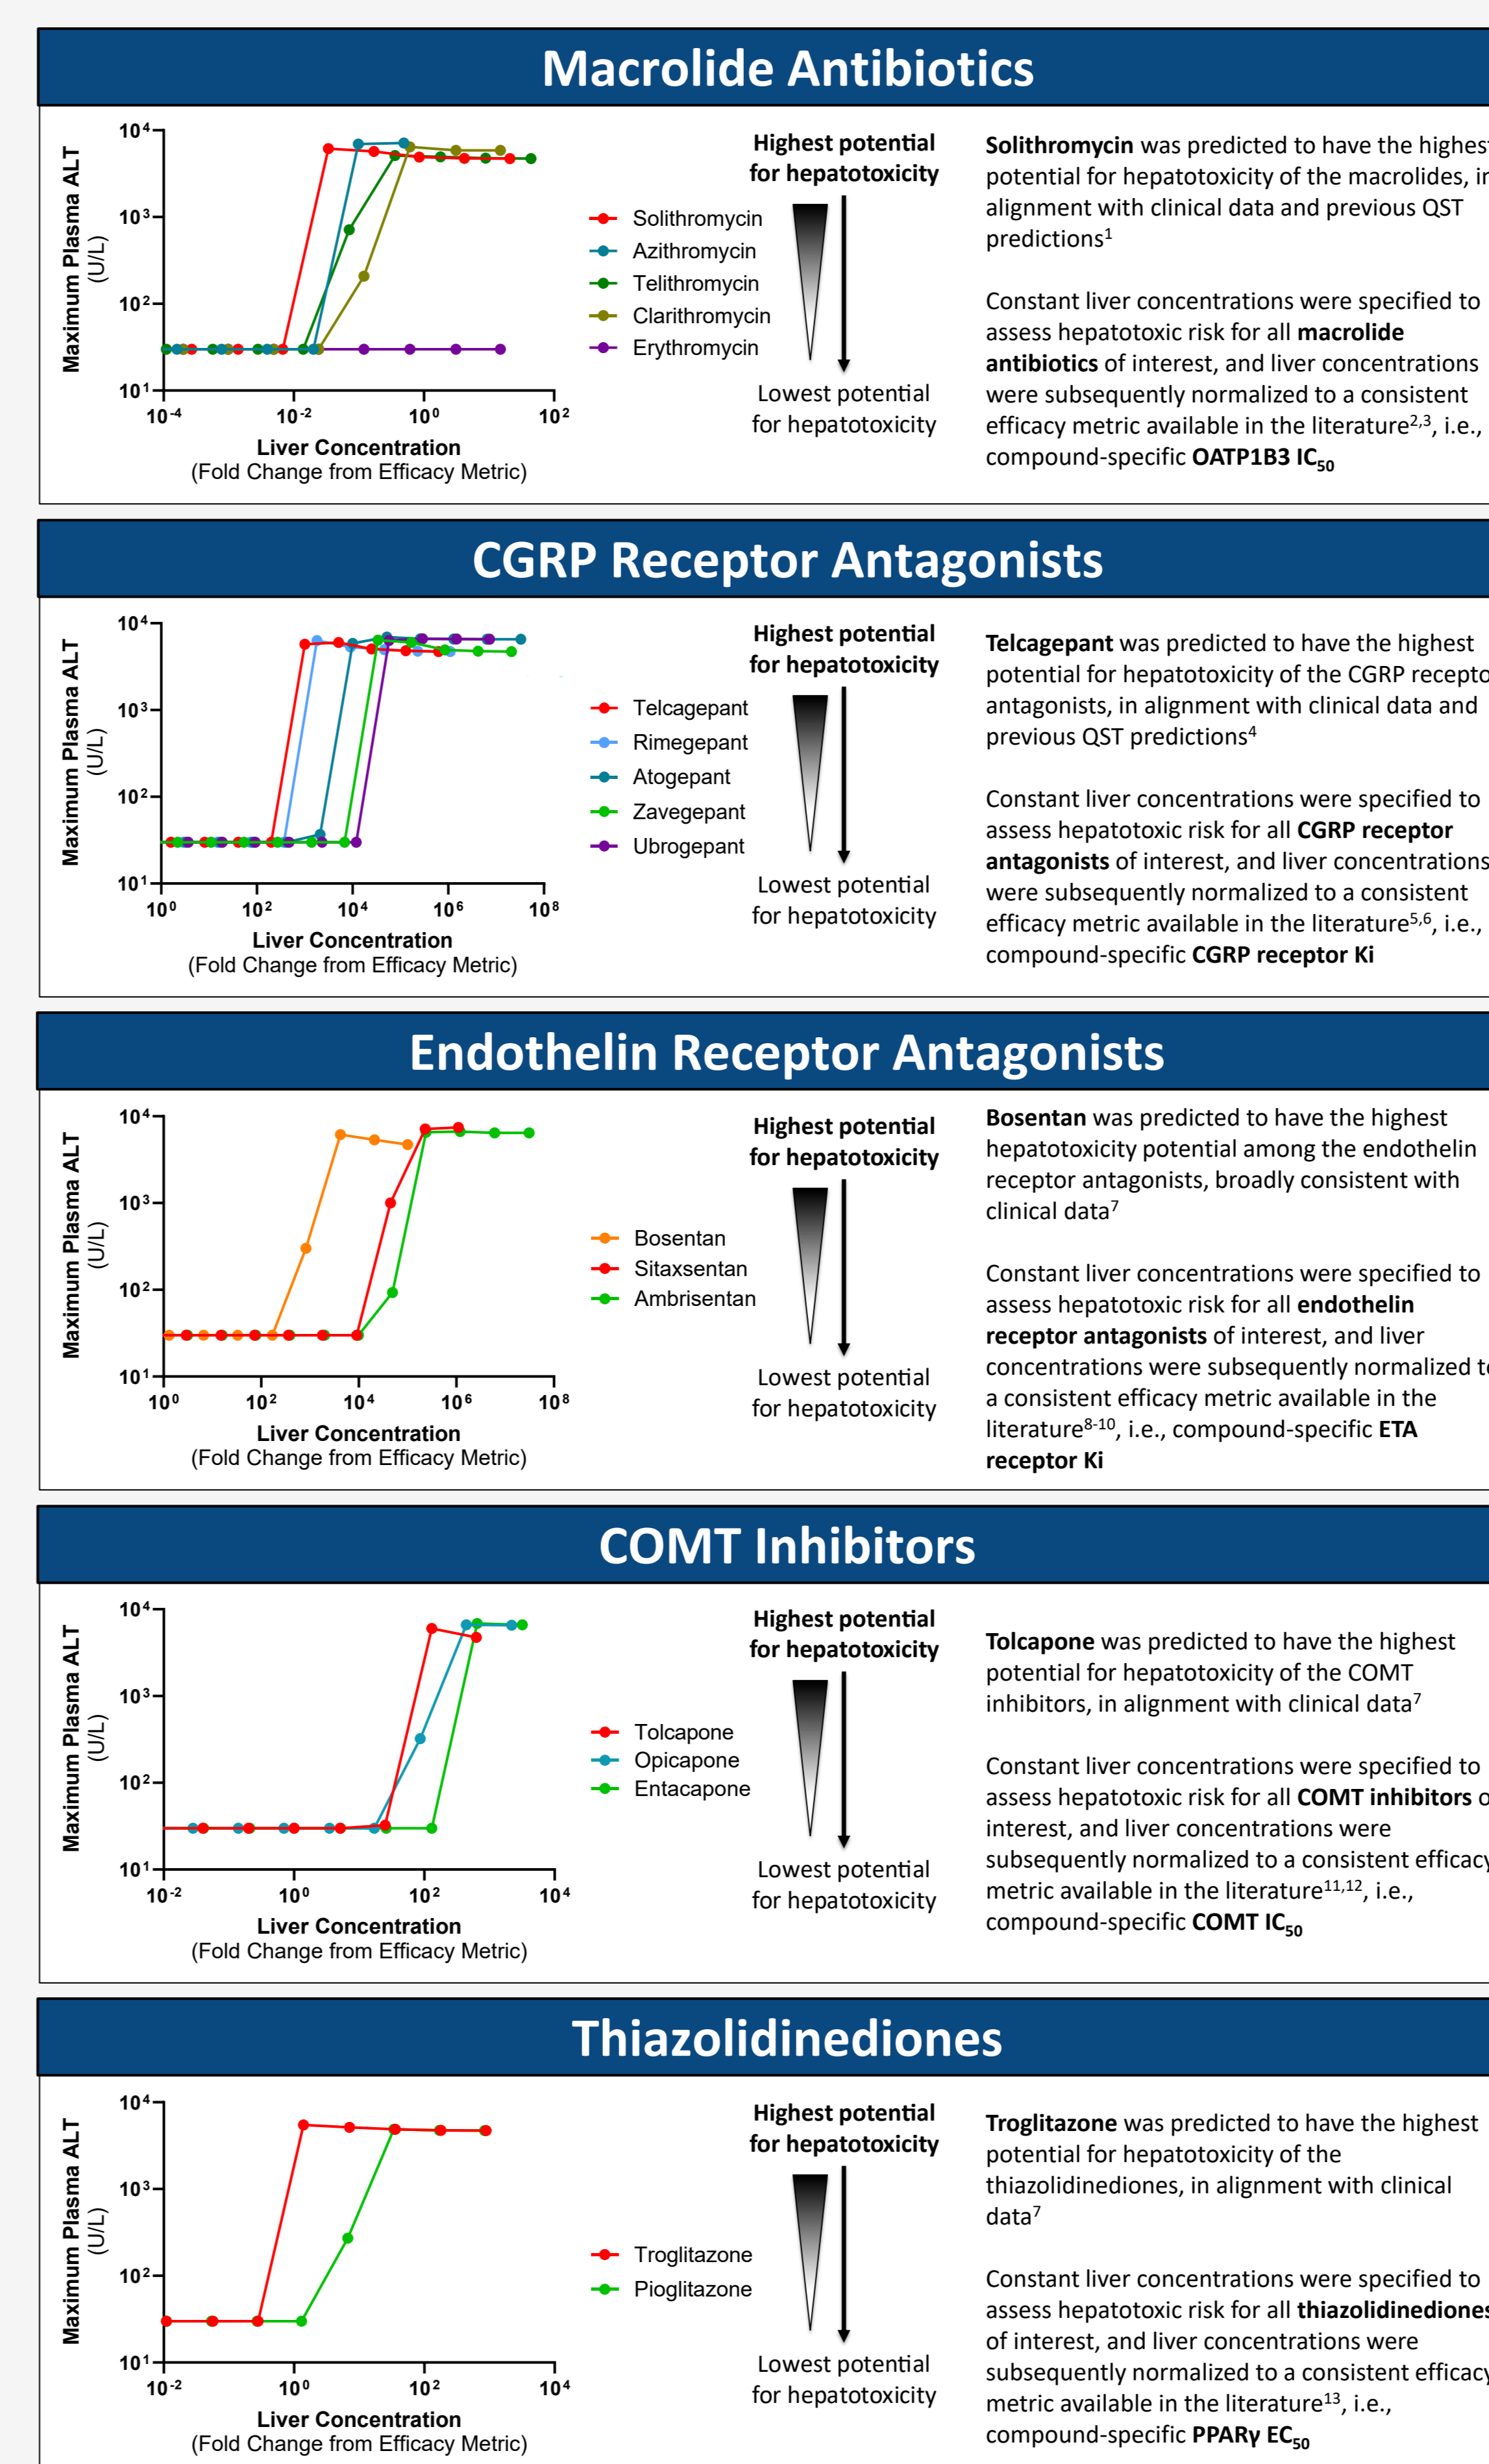 Macrolide Antibiotics
Maximum Plasma ALT
(U/L)
10⁴
10³
10²
10¹
10⁻⁴
10⁻²
10⁰
10²
Liver Concentration
(Fold Change from Efficacy Metric)
Solithromycin
Azithromycin
Telithromycin
Clarithromycin
Erythromycin
Highest potential
for hepatotoxicity
Lowest potential
for hepatotoxicity
Solithromycin was predicted to have the highest
potential for hepatotoxicity of the macrolides, in
alignment with clinical data and previous QST
predictions¹
Constant liver concentrations were specified to
assess hepatotoxic risk for all macrolide
antibiotics of interest, and liver concentrations
were subsequently normalized to a consistent
efficacy metric available in the literature²,³, i.e.,
compound-specific OATP1B3 IC₅₀
CGRP Receptor Antagonists
Maximum Plasma ALT
(U/L)
10⁴
10³
10²
10¹
10⁰
10²
10⁴
10⁶
10⁸
Liver Concentration
(Fold Change from Efficacy Metric)
Telcagepant
Rimegepant
Atogepant
Zavegepant
Ubrogepant
Highest potential
for hepatotoxicity
Lowest potential
for hepatotoxicity
Telcagepant was predicted to have the highest
potential for hepatotoxicity of the CGRP recepto
antagonists, in alignment with clinical data and
previous QST predictions⁴
Constant liver concentrations were specified to
assess hepatotoxic risk for all CGRP receptor
antagonists of interest, and liver concentrations
were subsequently normalized to a consistent
efficacy metric available in the literature⁵,⁶, i.e.,
compound-specific CGRP receptor Ki
Endothelin Receptor Antagonists
Maximum Plasma ALT
(U/L)
10⁴
10³
10²
10¹
10⁰
10²
10⁴
10⁶
10⁸
Liver Concentration
(Fold Change from Efficacy Metric)
Bosentan
Sitaxsentan
Ambrisentan
Highest potential
for hepatotoxicity
Lowest potential
for hepatotoxicity
Bosentan was predicted to have the highest
hepatotoxicity potential among the endothelin
receptor antagonists, broadly consistent with
clinical data⁷
Constant liver concentrations were specified to
assess hepatotoxic risk for all endothelin
receptor antagonists of interest, and liver
concentrations were subsequently normalized to
a consistent efficacy metric available in the
literature⁸⁻¹⁰, i.e., compound-specific ETA
receptor Ki
COMT Inhibitors
Maximum Plasma ALT
(U/L)
10⁴
10³
10²
10¹
10⁻²
10⁰
10²
10⁴
Liver Concentration
(Fold Change from Efficacy Metric)
Tolcapone
Opicapone
Entacapone
Highest potential
for hepatotoxicity
Lowest potential
for hepatotoxicity
Tolcapone was predicted to have the highest
potential for hepatotoxicity of the COMT
inhibitors, in alignment with clinical data⁷
Constant liver concentrations were specified to
assess hepatotoxic risk for all COMT inhibitors o
interest, and liver concentrations were
subsequently normalized to a consistent efficacy
metric available in the literature¹¹,¹², i.e.,
compound-specific COMT IC₅₀
Thiazolidinediones
Maximum Plasma ALT
(U/L)
10⁴
10³
10²
10¹
10⁻²
10⁰
10²
10⁴
Liver Concentration
(Fold Change from Efficacy Metric)
Troglitazone
Pioglitazone
Highest potential
for hepatotoxicity
Lowest potential
for hepatotoxicity
Troglitazone was predicted to have the highest
potential for hepatotoxicity of the
thiazolidinediones, in alignment with clinical
data⁷
Constant liver concentrations were specified to
assess hepatotoxic risk for all thiazolidinediones
of interest, and liver concentrations were
subsequently normalized to a consistent efficacy
metric available in the literature¹³, i.e.,
compound-specific PPARγ EC₅₀